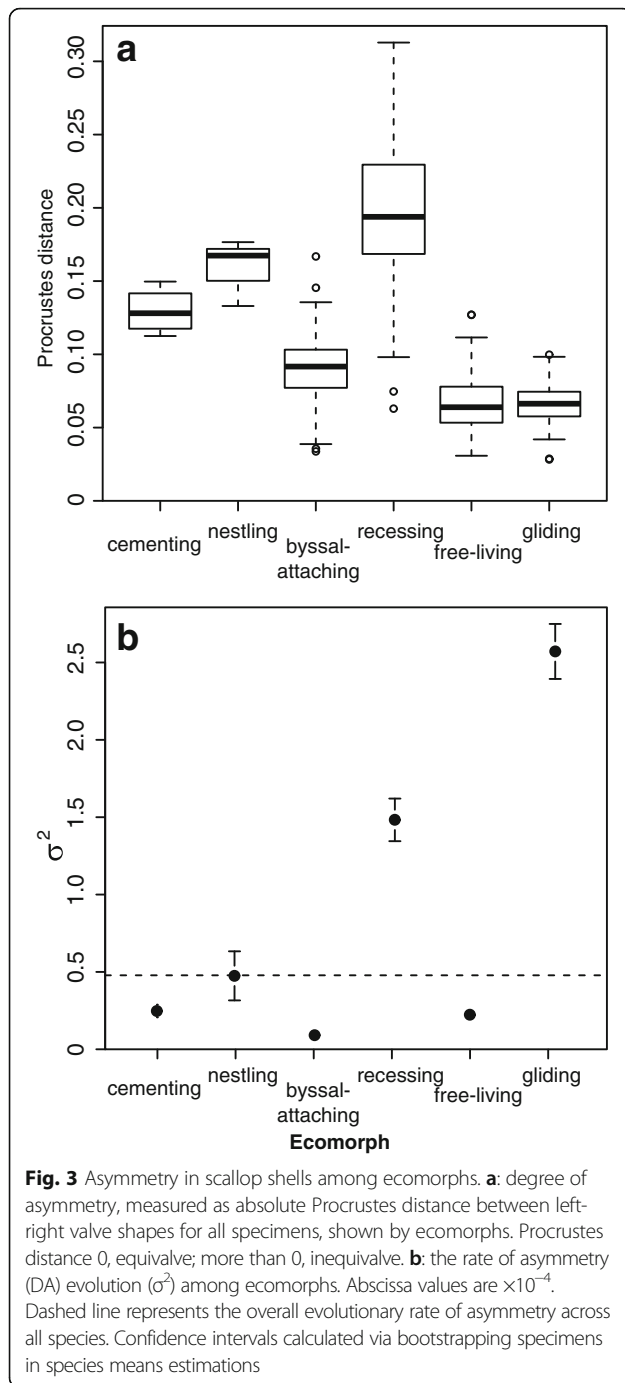 a
Procrustes distance
0.30
0.25
0.20
0.15
0.10
0.05
0
cementing
nestling
byssal-
attaching
recessing
free-living
gliding
b
σ²
2.5
2.0
1.5
1.0
0.5
0
cementing
nestling
byssal-
attaching
recessing
free-living
gliding
Ecomorph
Fig. 3 Asymmetry in scallop shells among ecomorphs. a: degree of
asymmetry, measured as absolute Procrustes distance between left-
right valve shapes for all specimens, shown by ecomorphs. Procrustes
distance 0, equivalve; more than 0, inequivalve. b: the rate of asymmetry
(DA) evolution (σ²) among ecomorphs. Abscissa values are ×10⁻⁴.
Dashed line represents the overall evolutionary rate of asymmetry across
all species. Confidence intervals calculated via bootstrapping specimens
in species means estimations